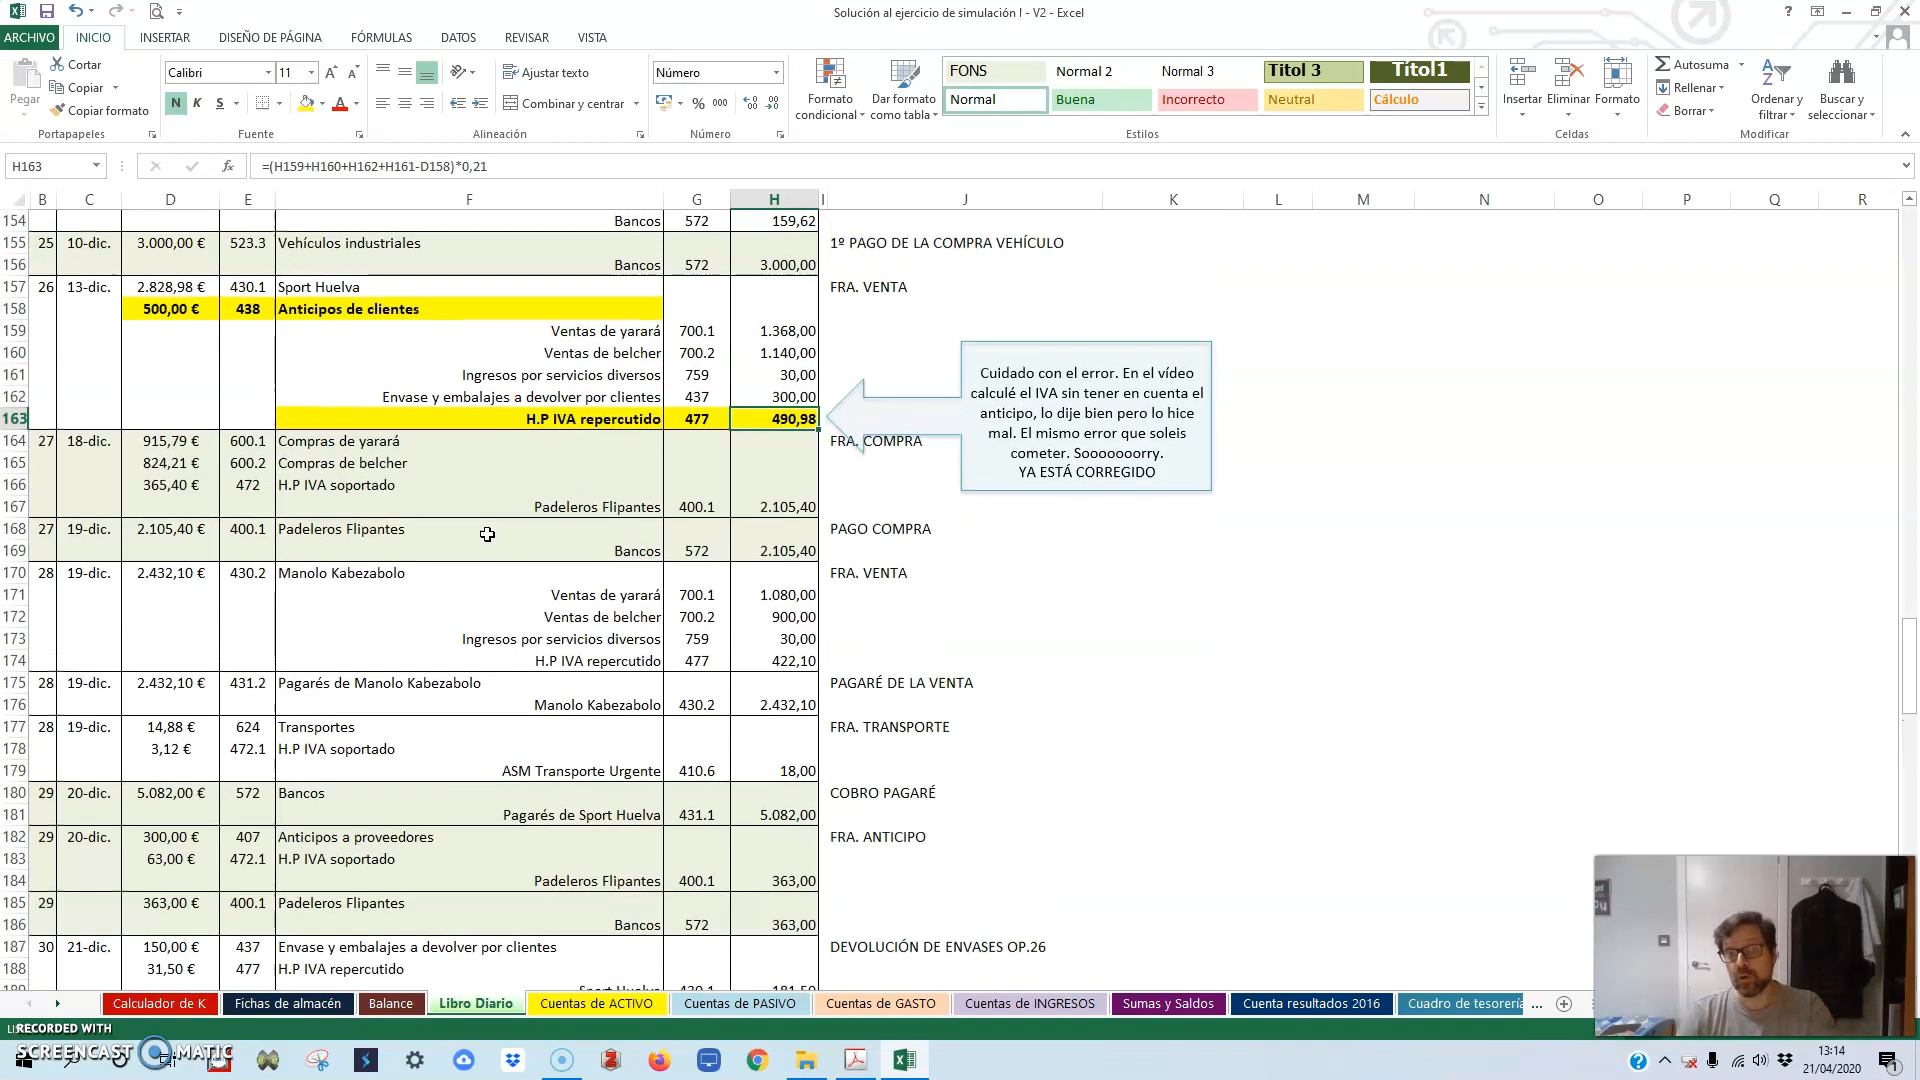 Solución al ejercicio de simulación I - V2 - Excel
ARCHIVO INICIO INSERTAR DISEÑO DE PÁGINA FÓRMULAS DATOS REVISAR VISTA
Pegar
Cortar
Copiar
Copiar formato
Portapapeles
Calibri 11
N K S
Fuente
Ajustar texto
Combinar y centrar
Alineación
Número
% 000
Número
Formato condicional
Dar formato como tabla
FONS Normal 2 Normal 3 Titol 3 Titol1
Normal Buena Incorrecto Neutral Cálculo
Estilos
Insertar Eliminar Formato
Celdas
Autosuma
Rellenar
Borrar
Ordenar y filtrar
Buscar y seleccionar
Modificar
H163 fx =(H159+H160+H162+H161-D158)*0,21
B C D E F G H I J K L M N O P Q R
154 Bancos 572 159,62
155 25 10-dic. 3.000,00 € 523.3 Vehículos industriales 1º PAGO DE LA COMPRA VEHÍCULO
156 Bancos 572 3.000,00
157 26 13-dic. 2.828,98 € 430.1 Sport Huelva FRA. VENTA
158 500,00 € 438 Anticipos de clientes
159 Ventas de yarará 700.1 1.368,00
160 Ventas de belcher 700.2 1.140,00
161 Ingresos por servicios diversos 759 30,00
162 Envase y embalajes a devolver por clientes 437 300,00
163 H.P IVA repercutido 477 490,98
164 27 18-dic. 915,79 € 600.1 Compras de yarará FRA. COMPRA
165 824,21 € 600.2 Compras de belcher
166 365,40 € 472 H.P IVA soportado
167 Padeleros Flipantes 400.1 2.105,40
168 27 19-dic. 2.105,40 € 400.1 Padeleros Flipantes PAGO COMPRA
169 Bancos 572 2.105,40
170 28 19-dic. 2.432,10 € 430.2 Manolo Kabezabolo FRA. VENTA
171 Ventas de yarará 700.1 1.080,00
172 Ventas de belcher 700.2 900,00
173 Ingresos por servicios diversos 759 30,00
174 H.P IVA repercutido 477 422,10
175 28 19-dic. 2.432,10 € 431.2 Pagarés de Manolo Kabezabolo PAGARÉ DE LA VENTA
176 Manolo Kabezabolo 430.2 2.432,10
177 28 19-dic. 14,88 € 624 Transportes FRA. TRANSPORTE
178 3,12 € 472.1 H.P IVA soportado
179 ASM Transporte Urgente 410.6 18,00
180 29 20-dic. 5.082,00 € 572 Bancos COBRO PAGARÉ
181 Pagarés de Sport Huelva 431.1 5.082,00
182 29 20-dic. 300,00 € 407 Anticipos a proveedores FRA. ANTICIPO
183 63,00 € 472.1 H.P IVA soportado
184 Padeleros Flipantes 400.1 363,00
185 29 363,00 € 400.1 Padeleros Flipantes
186 Bancos 572 363,00
187 30 21-dic. 150,00 € 437 Envase y embalajes a devolver por clientes DEVOLUCIÓN DE ENVASES OP.26
188 31,50 € 477 H.P IVA repercutido
189 Sport Huelva 430.1 181,50
Cuidado con el error. En el vídeo
calculé el IVA sin tener en cuenta el
anticipo, lo dije bien pero lo hice
mal. El mismo error que soleis
cometer. Sooooooorry.
YA ESTÁ CORREGIDO
Calculador de K Fichas de almacén Balance Libro Diario Cuentas de ACTIVO Cuentas de PASIVO Cuentas de GASTO Cuentas de INGRESOS Sumas y Saldos Cuenta resultados 2016 Cuadro de tesorería ...
RECORDED WITH
SCREENCAST MATIC
13:14
21/04/2020